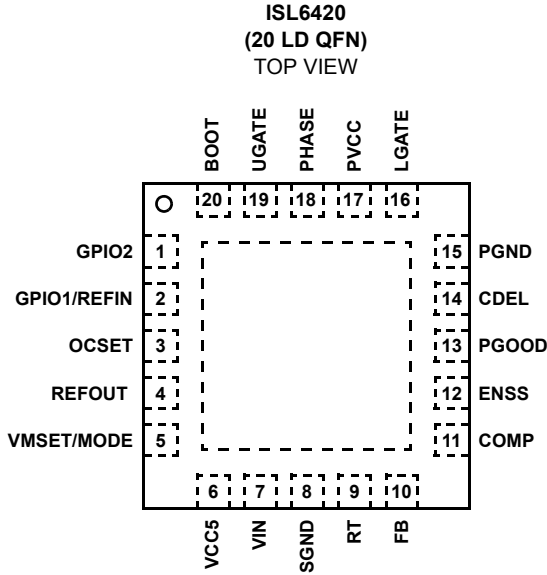 ISL6420
(20 LD QFN)
TOP VIEW
BOOT
UGATE
PHASE
PVCC
LGATE
20
19
18
17
16
GPIO2
1
15
PGND
GPIO1/REFIN
2
14
CDEL
OCSET
3
13
PGOOD
REFOUT
4
12
ENSS
VMSET/MODE
5
11
COMP
6
7
8
9
10
VCC5
VIN
SGND
RT
FB